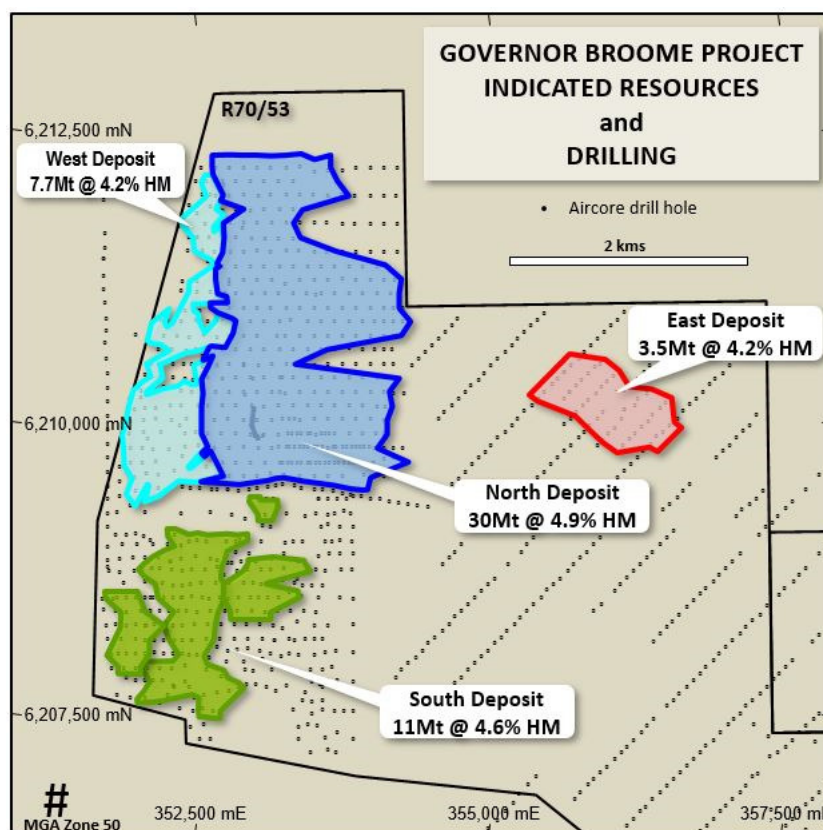 GOVERNOR BROOME PROJECT
INDICATED RESOURCES
and
DRILLING
Aircore drill hole
2 kms
R70/53
6,212,500 mN
West Deposit
7.7Mt @ 4.2% HM
East Deposit
3.5Mt @ 4.2% HM
6,210,000 mN
North Deposit
30Mt @ 4.9% HM
South Deposit
11Mt @ 4.6% HM
6,207,500 mN
#
MGA Zone 50
352,500 mE
355,000 mE
357,500 mE